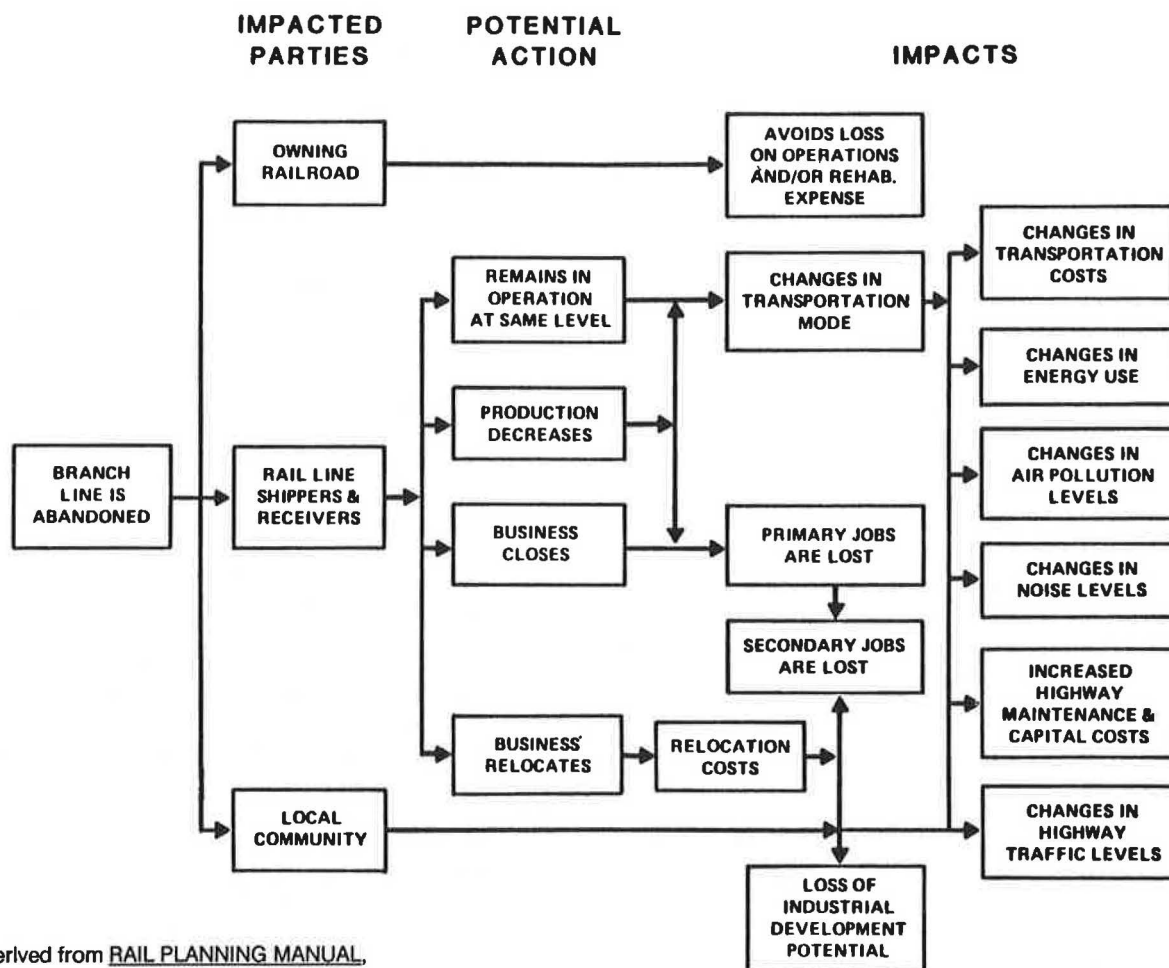 IMPACTED
PARTIES
POTENTIAL
ACTION
IMPACTS
OWNING
RAILROAD
AVOIDS LOSS
ON OPERATIONS
AND/OR REHAB.
EXPENSE
CHANGES IN
TRANSPORTATION
COSTS
REMAINS IN
OPERATION
AT SAME LEVEL
CHANGES IN
TRANSPORTATION
MODE
CHANGES IN
ENERGY USE
PRODUCTION
DECREASES
BRANCH
LINE IS
ABANDONED
RAIL LINE
SHIPPERS &
RECEIVERS
CHANGES IN
AIR POLLUTION
LEVELS
BUSINESS
CLOSES
PRIMARY JOBS
ARE LOST
CHANGES IN
NOISE LEVELS
SECONDARY JOBS
ARE LOST
INCREASED
HIGHWAY
MAINTENANCE &
CAPITAL COSTS
BUSINESS
RELOCATES
RELOCATION
COSTS
LOCAL
COMMUNITY
CHANGES IN
HIGHWAY
TRAFFIC LEVELS
LOSS OF
INDUSTRIAL
DEVELOPMENT
POTENTIAL
erived from RAIL PLANNING MANUAL,